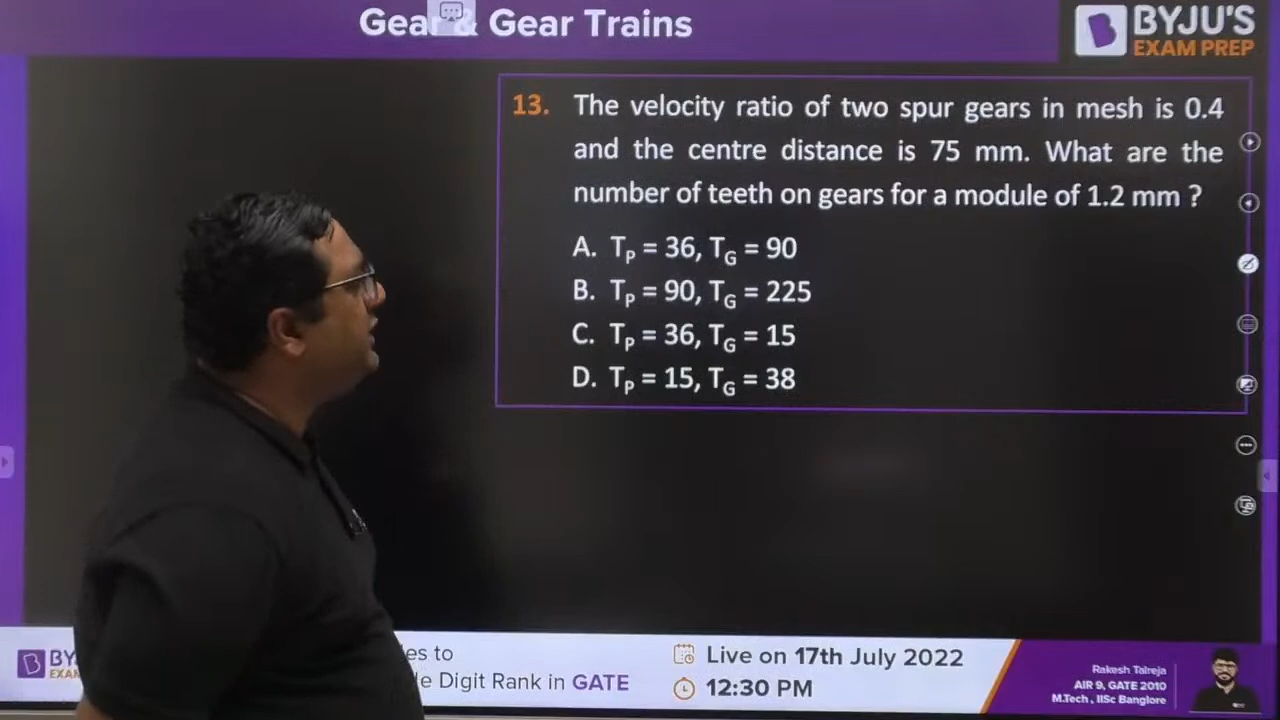 Gear & Gear Trains
BYJU'S
EXAM PREP
13. The velocity ratio of two spur gears in mesh is 0.4
and the centre distance is 75 mm. What are the
number of teeth on gears for a module of 1.2 mm ?
A. TP = 36, TG = 90
B. TP = 90, TG = 225
C. TP = 36, TG = 15
D. TP = 15, TG = 38
BY
EXAM
es to
e Digit Rank in GATE
Live on 17th July 2022
12:30 PM
Rakesh Talreja
AIR 9, GATE 2010
M.Tech , IISc Banglore